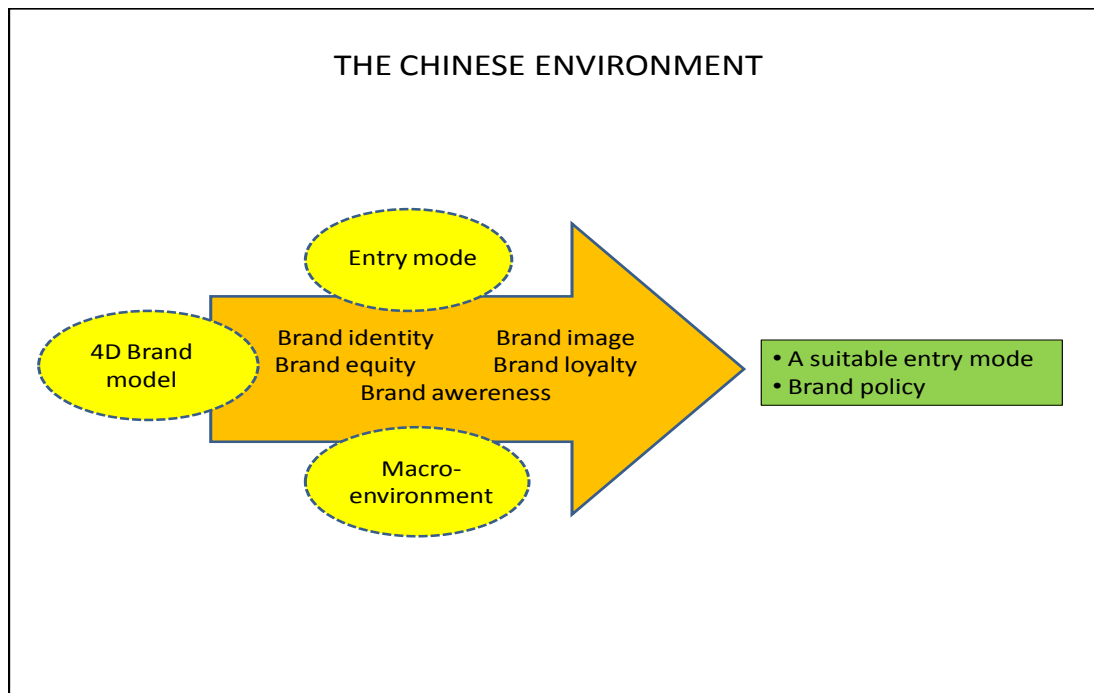 THE CHINESE ENVIRONMENT
Entry mode
4D Brand
model
Brand identity
Brand equity
Brand image
Brand loyalty
Brand awereness
Macro-
environment
• A suitable entry mode
• Brand policy